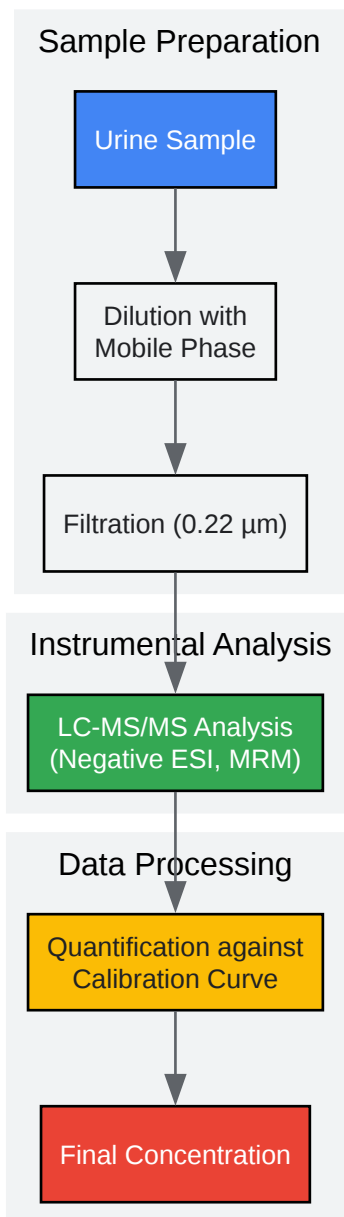 Sample Preparation
Urine Sample
Dilution with
Mobile Phase
Filtration (0.22 µm)
Instrumental Analysis
LC-MS/MS Analysis
(Negative ESI, MRM)
Data Processing
Quantification against
Calibration Curve
Final Concentration